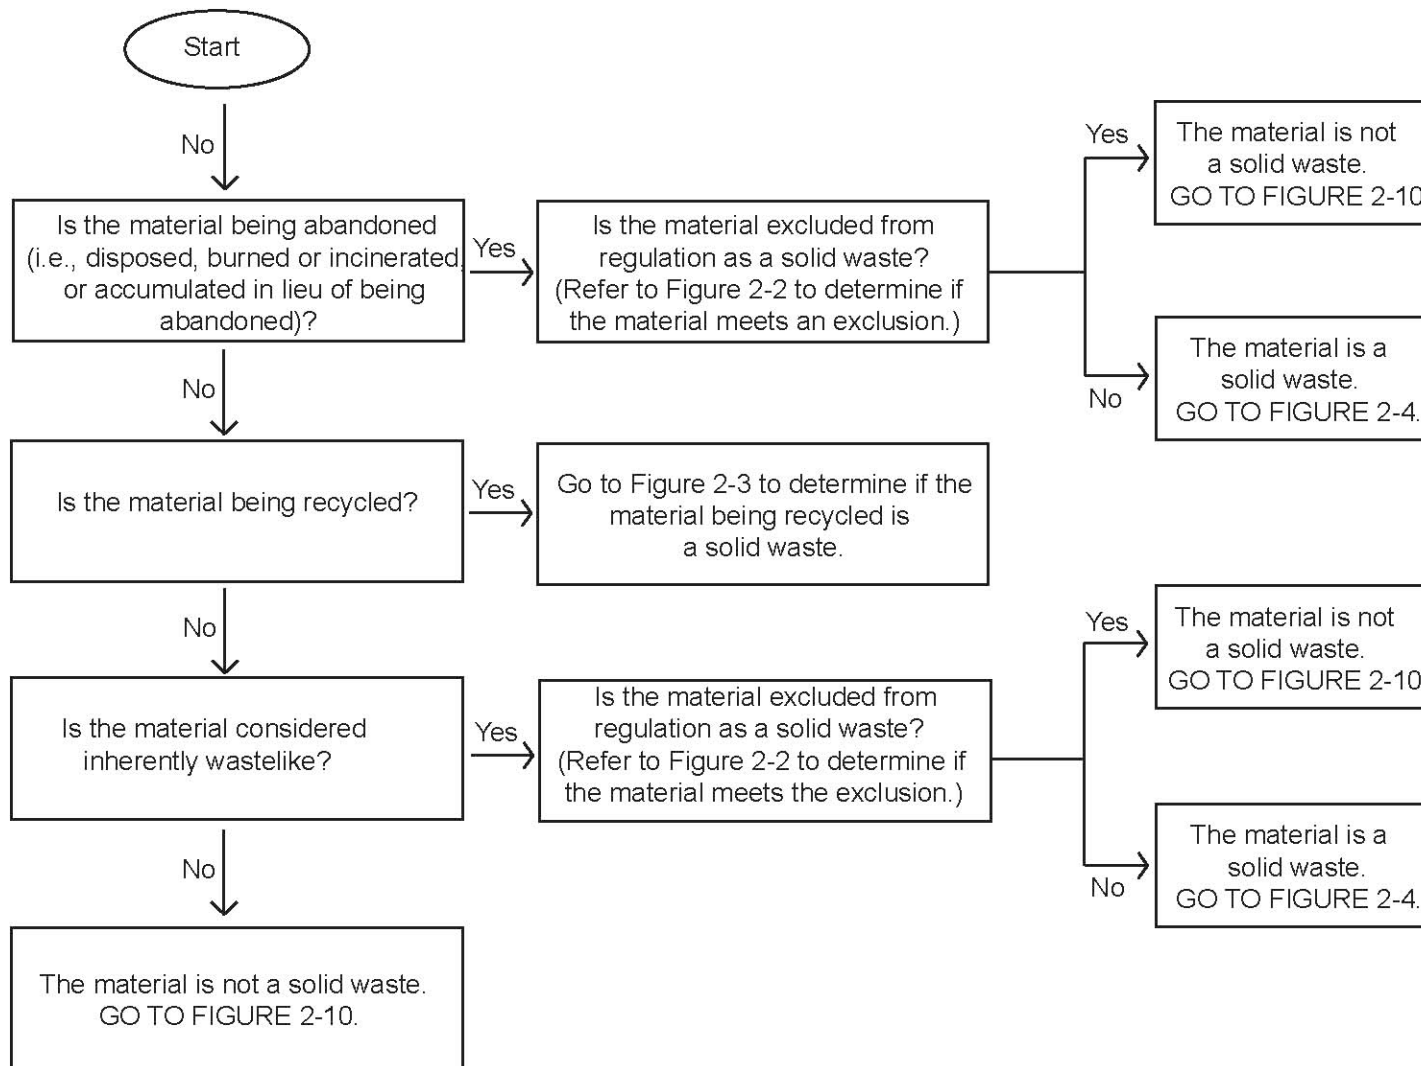 Start
No
Is the material being abandoned
(i.e., disposed, burned or incinerated,
or accumulated in lieu of being
abandoned)?
Yes
Is the material excluded from
regulation as a solid waste?
(Refer to Figure 2-2 to determine if
the material meets an exclusion.)
Yes
The material is not
a solid waste.
GO TO FIGURE 2-10
No
The material is a
solid waste.
GO TO FIGURE 2-4.
No
Is the material being recycled?
Yes
Go to Figure 2-3 to determine if the
material being recycled is
a solid waste.
No
Is the material considered
inherently wastelike?
Yes
Is the material excluded from
regulation as a solid waste?
(Refer to Figure 2-2 to determine if
the material meets the exclusion.)
Yes
The material is not
a solid waste.
GO TO FIGURE 2-10
No
The material is a
solid waste.
GO TO FIGURE 2-4.
No
The material is not a solid waste.
GO TO FIGURE 2-10.